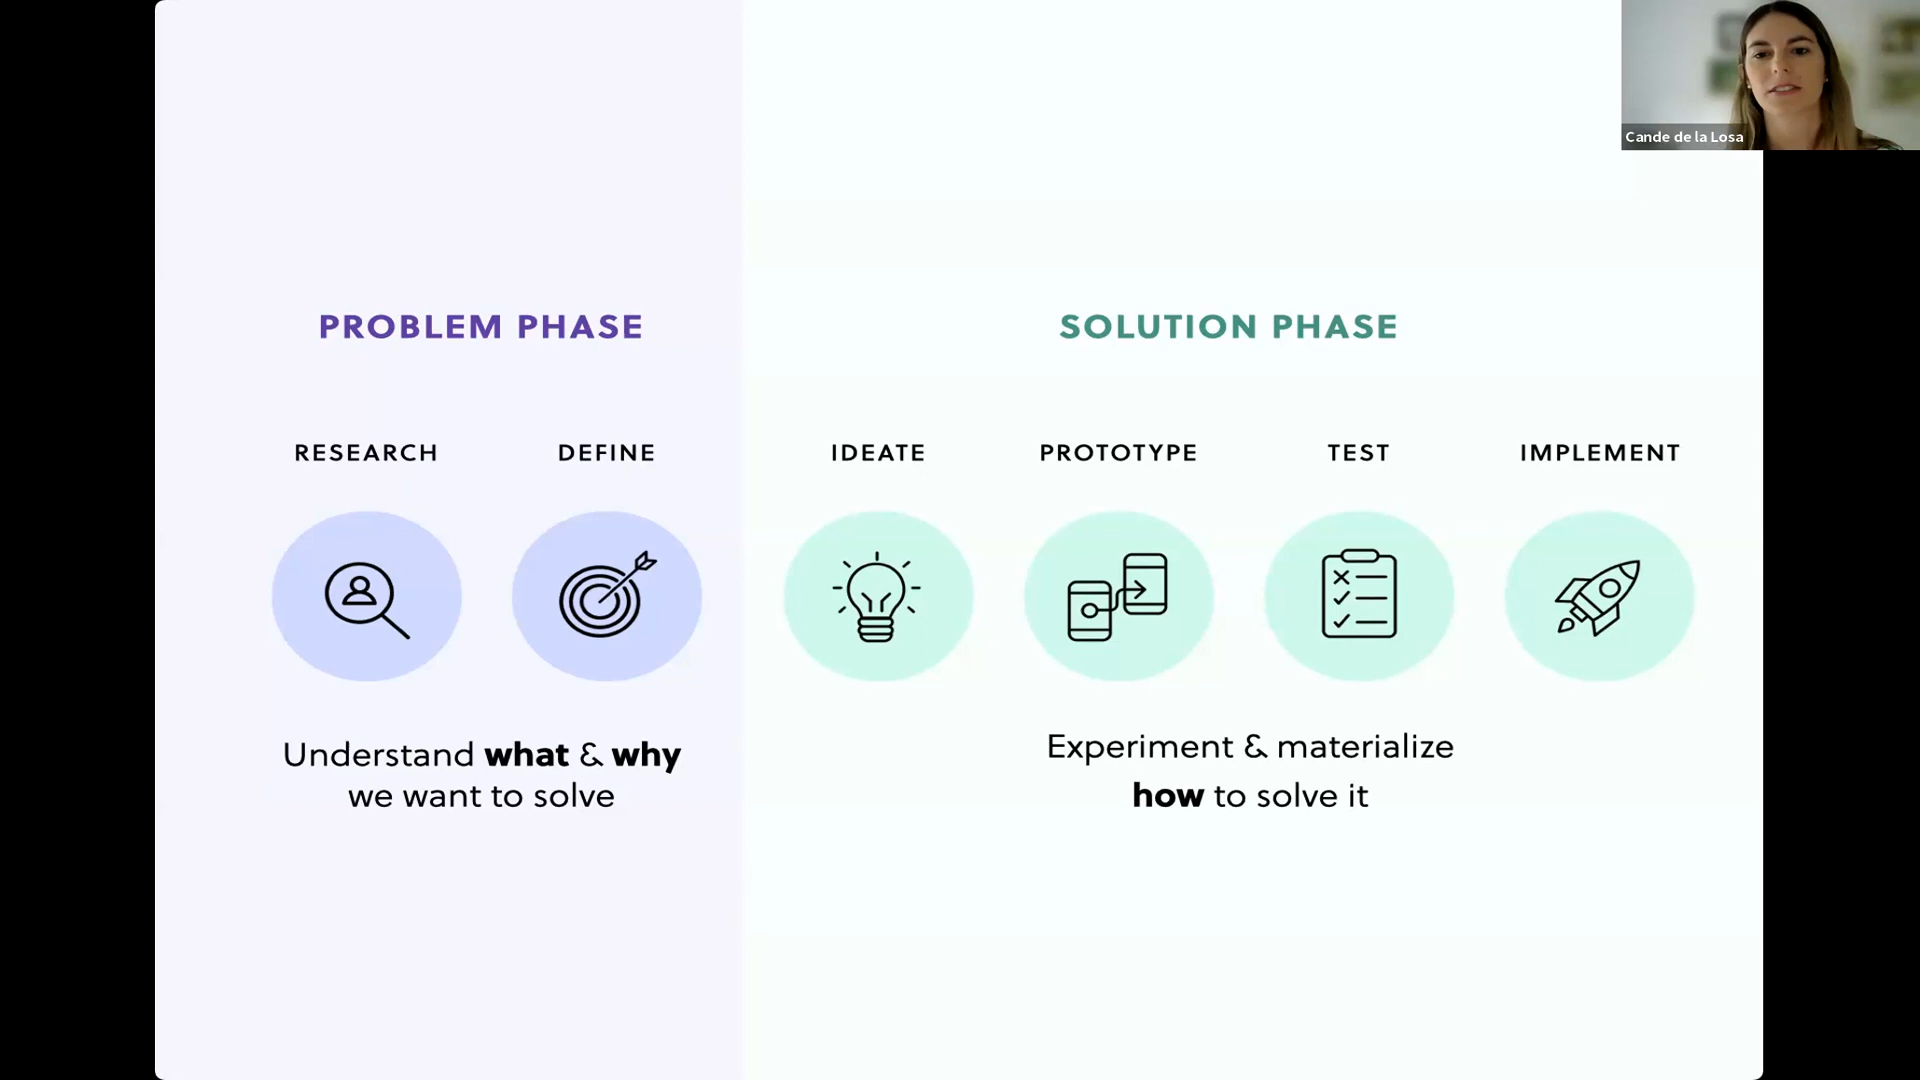 Cande de la Losa
PROBLEM PHASE
RESEARCH
DEFINE
Understand what & why
we want to solve
SOLUTION PHASE
IDEATE
PROTOTYPE
TEST
IMPLEMENT
Experiment & materialize
how to solve it